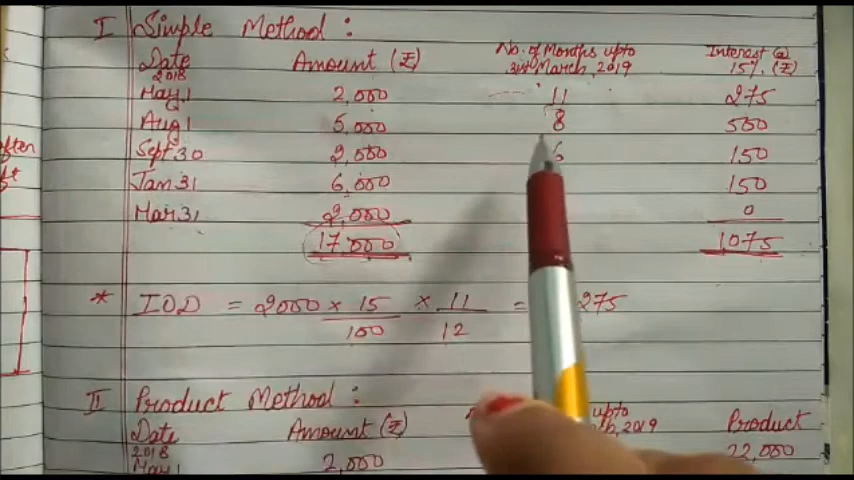 I Simple Method :
Date Amount (₹) No. of Months upto 31st March, 2019 Interest @ 15% (₹)
2018
May 1 2,000 11 275
Aug 1 5,000 8 500
Sept 30 2,000 6 150
Jan 31 6,000 150
Mar 31 2,000 0
17,000 1075
* IOD = 2000 × 15/100 × 11/12 = 275
II Product Method :
Date Amount (₹) upto 2019 Product
2018
May 1 2,000 22,000